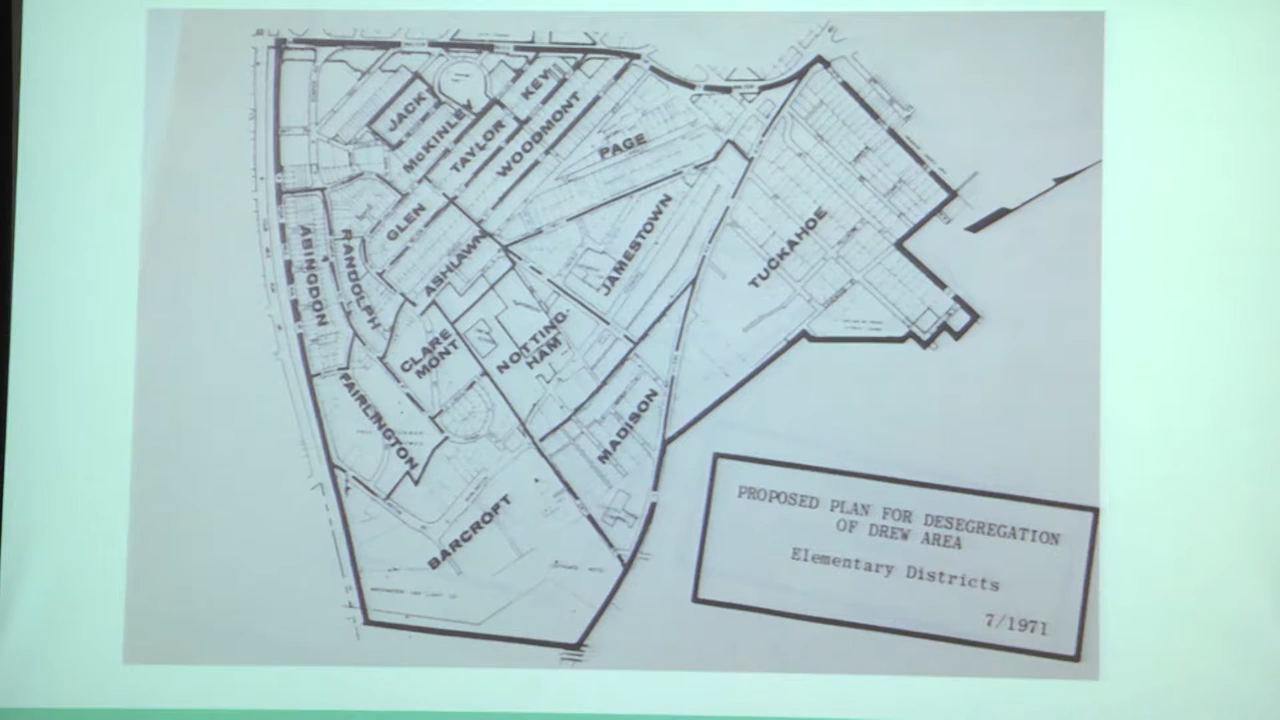 JACK
McKINLEY
TAYLOR
KEY
WOODMONT
PAGE
GLEN
ASHLAWN
JAMESTOWN
TUCKAHOE
ABINGDON
RANDOLPH
CLARE
MONT
NOTTING-
HAM
FAIRLINGTON
MADISON
BARCROFT
PROPOSED PLAN FOR DESEGREGATION
OF DREW AREA
Elementary Districts
7/1971